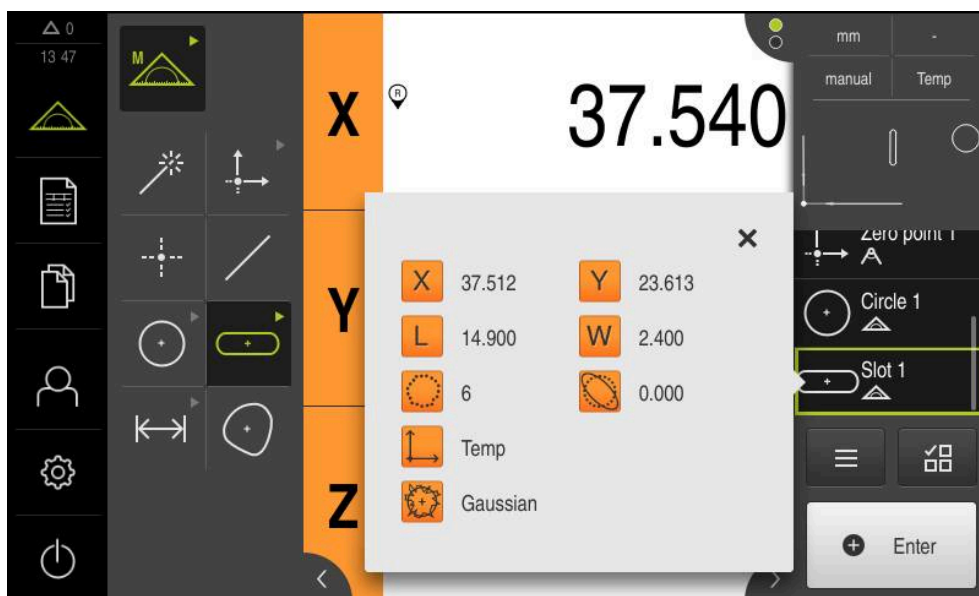 0
13 47
M
X
R
37.540
mm
-
manual
Temp
Zero point 1
Circle 1
Slot 1
Y
Z
X 37.512 Y 23.613
L 14.900 W 2.400
6 0.000
Temp
Gaussian
Enter